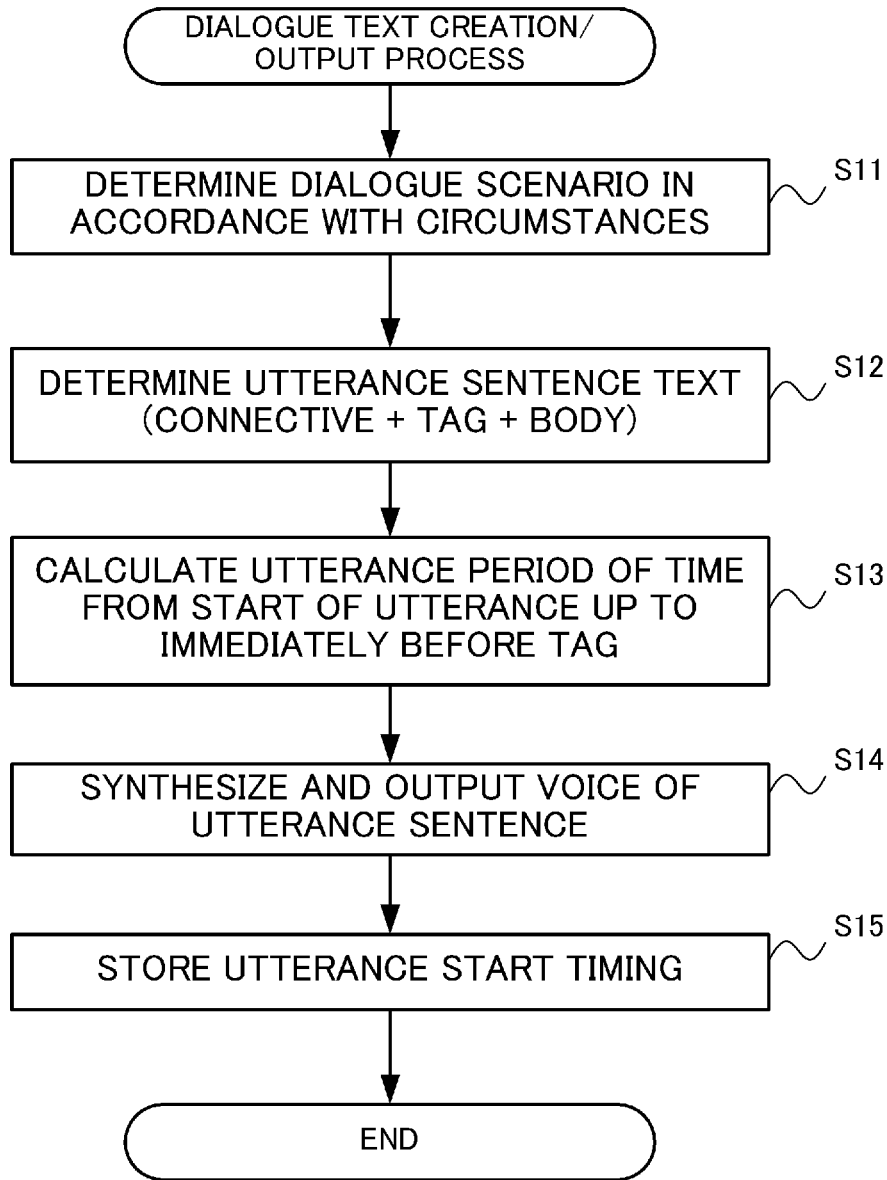 DIALOGUE TEXT CREATION/
OUTPUT PROCESS
DETERMINE DIALOGUE SCENARIO IN
ACCORDANCE WITH CIRCUMSTANCES
S11
DETERMINE UTTERANCE SENTENCE TEXT
(CONNECTIVE + TAG + BODY)
S12
CALCULATE UTTERANCE PERIOD OF TIME
FROM START OF UTTERANCE UP TO
IMMEDIATELY BEFORE TAG
S13
SYNTHESIZE AND OUTPUT VOICE OF
UTTERANCE SENTENCE
S14
STORE UTTERANCE START TIMING
S15
END